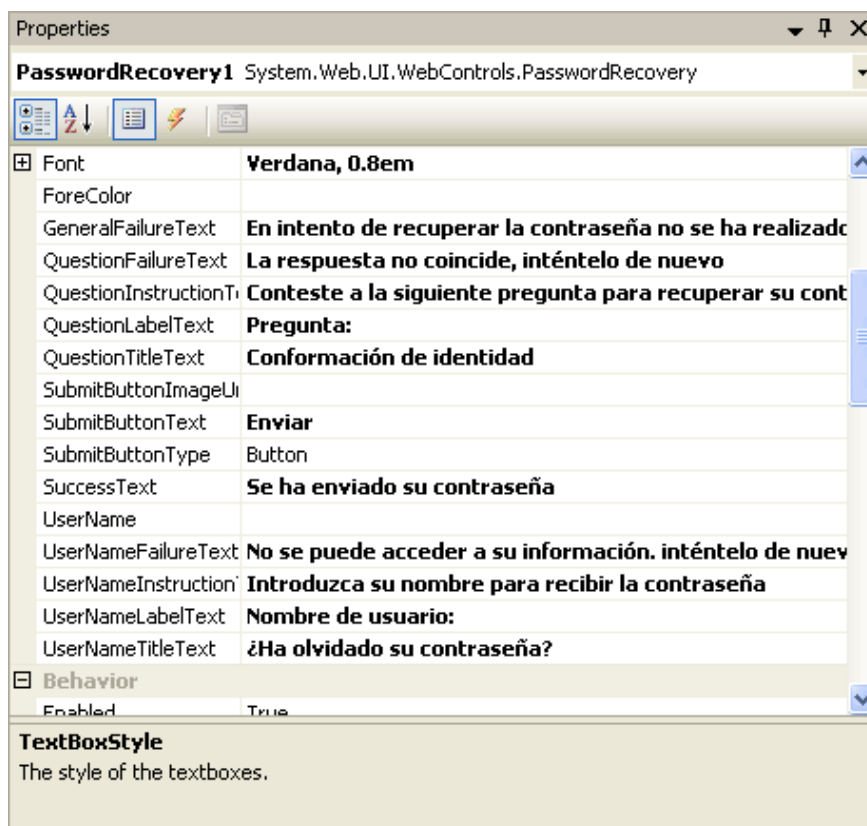 Properties
PasswordRecovery1 System.Web.UI.WebControls.PasswordRecovery
Font Verdana, 0.8em
ForeColor
GeneralFailureText En intento de recuperar la contraseña no se ha realizado
QuestionFailureText La respuesta no coincide, inténtelo de nuevo
QuestionInstructionT Conteste a la siguiente pregunta para recuperar su cont
QuestionLabelText Pregunta:
QuestionTitleText Conformación de identidad
SubmitButtonImageUr
SubmitButtonText Enviar
SubmitButtonType Button
SuccessText Se ha enviado su contraseña
UserName
UserNameFailureText No se puede acceder a su información. inténtelo de nuev
UserNameInstructionT Introduzca su nombre para recibir la contraseña
UserNameLabelText Nombre de usuario:
UserNameTitleText ¿Ha olvidado su contraseña?
Behavior
Enabled True
TextBoxStyle
The style of the textboxes.